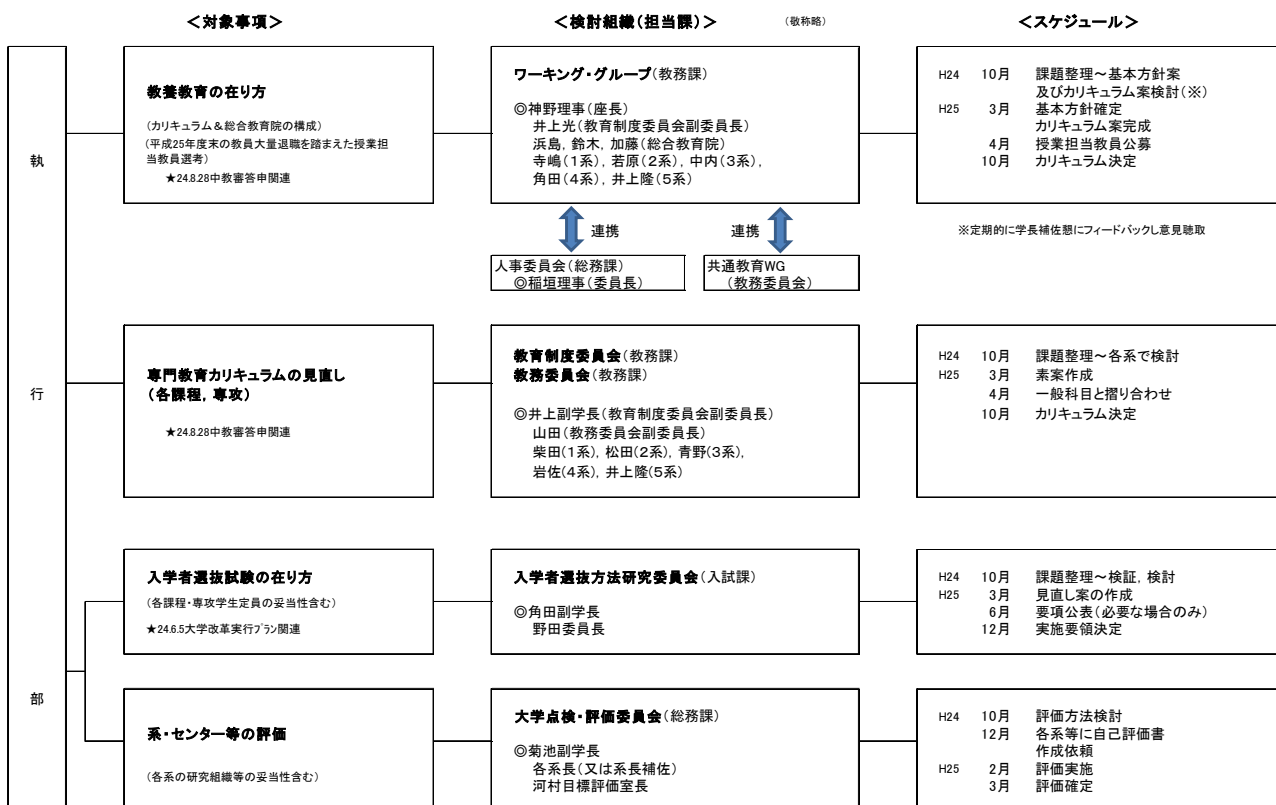 ＜対象事項＞
＜検討組織（担当課）＞
（敬称略）
＜スケジュール＞
執
行
部
教養教育の在り方
（カリキュラム＆総合教育院の構成）
（平成25年度末の教員大量退職を踏まえた授業担
当教員選考）
★24.8.28中教審答申関連
ワーキング・グループ（教務課）
◎神野理事（座長）
井上光（教育制度委員会副委員長）
浜島，鈴木，加藤（総合教育院）
寺嶋（1系），若原（2系），中内（3系），
角田（4系），井上隆（5系）
H24 10月 課題整理～基本方針案
及びカリキュラム案検討（※）
H25 3月 基本方針確定
カリキュラム案完成
4月 授業担当教員公募
10月 カリキュラム決定
連携
連携
※定期的に学長補佐懇にフィードバックし意見聴取
人事委員会（総務課）
◎稲垣理事（委員長）
共通教育WG
（教務委員会）
専門教育カリキュラムの見直し
（各課程，専攻）
★24.8.28中教審答申関連
教育制度委員会（教務課）
教務委員会（教務課）
◎井上副学長（教育制度委員会副委員長）
山田（教務委員会副委員長）
柴田（1系），松田（2系），青野（3系），
岩佐（4系），井上隆（5系）
H24 10月 課題整理～各系で検討
H25 3月 素案作成
4月 一般科目と摺り合わせ
10月 カリキュラム決定
入学者選抜試験の在り方
（各課程・専攻学生定員の妥当性含む）
★24.6.5大学改革実行ﾌﾟﾗﾝ関連
入学者選抜方法研究委員会（入試課）
◎角田副学長
野田委員長
H24 10月 課題整理～検証，検討
H25 3月 見直し案の作成
6月 要項公表（必要な場合のみ）
12月 実施要領決定
系・センター等の評価
（各系の研究組織等の妥当性含む）
大学点検・評価委員会（総務課）
◎菊池副学長
各系長（又は系長補佐）
河村目標評価室長
H24 10月 評価方法検討
12月 各系等に自己評価書
作成依頼
H25 2月 評価実施
3月 評価確定